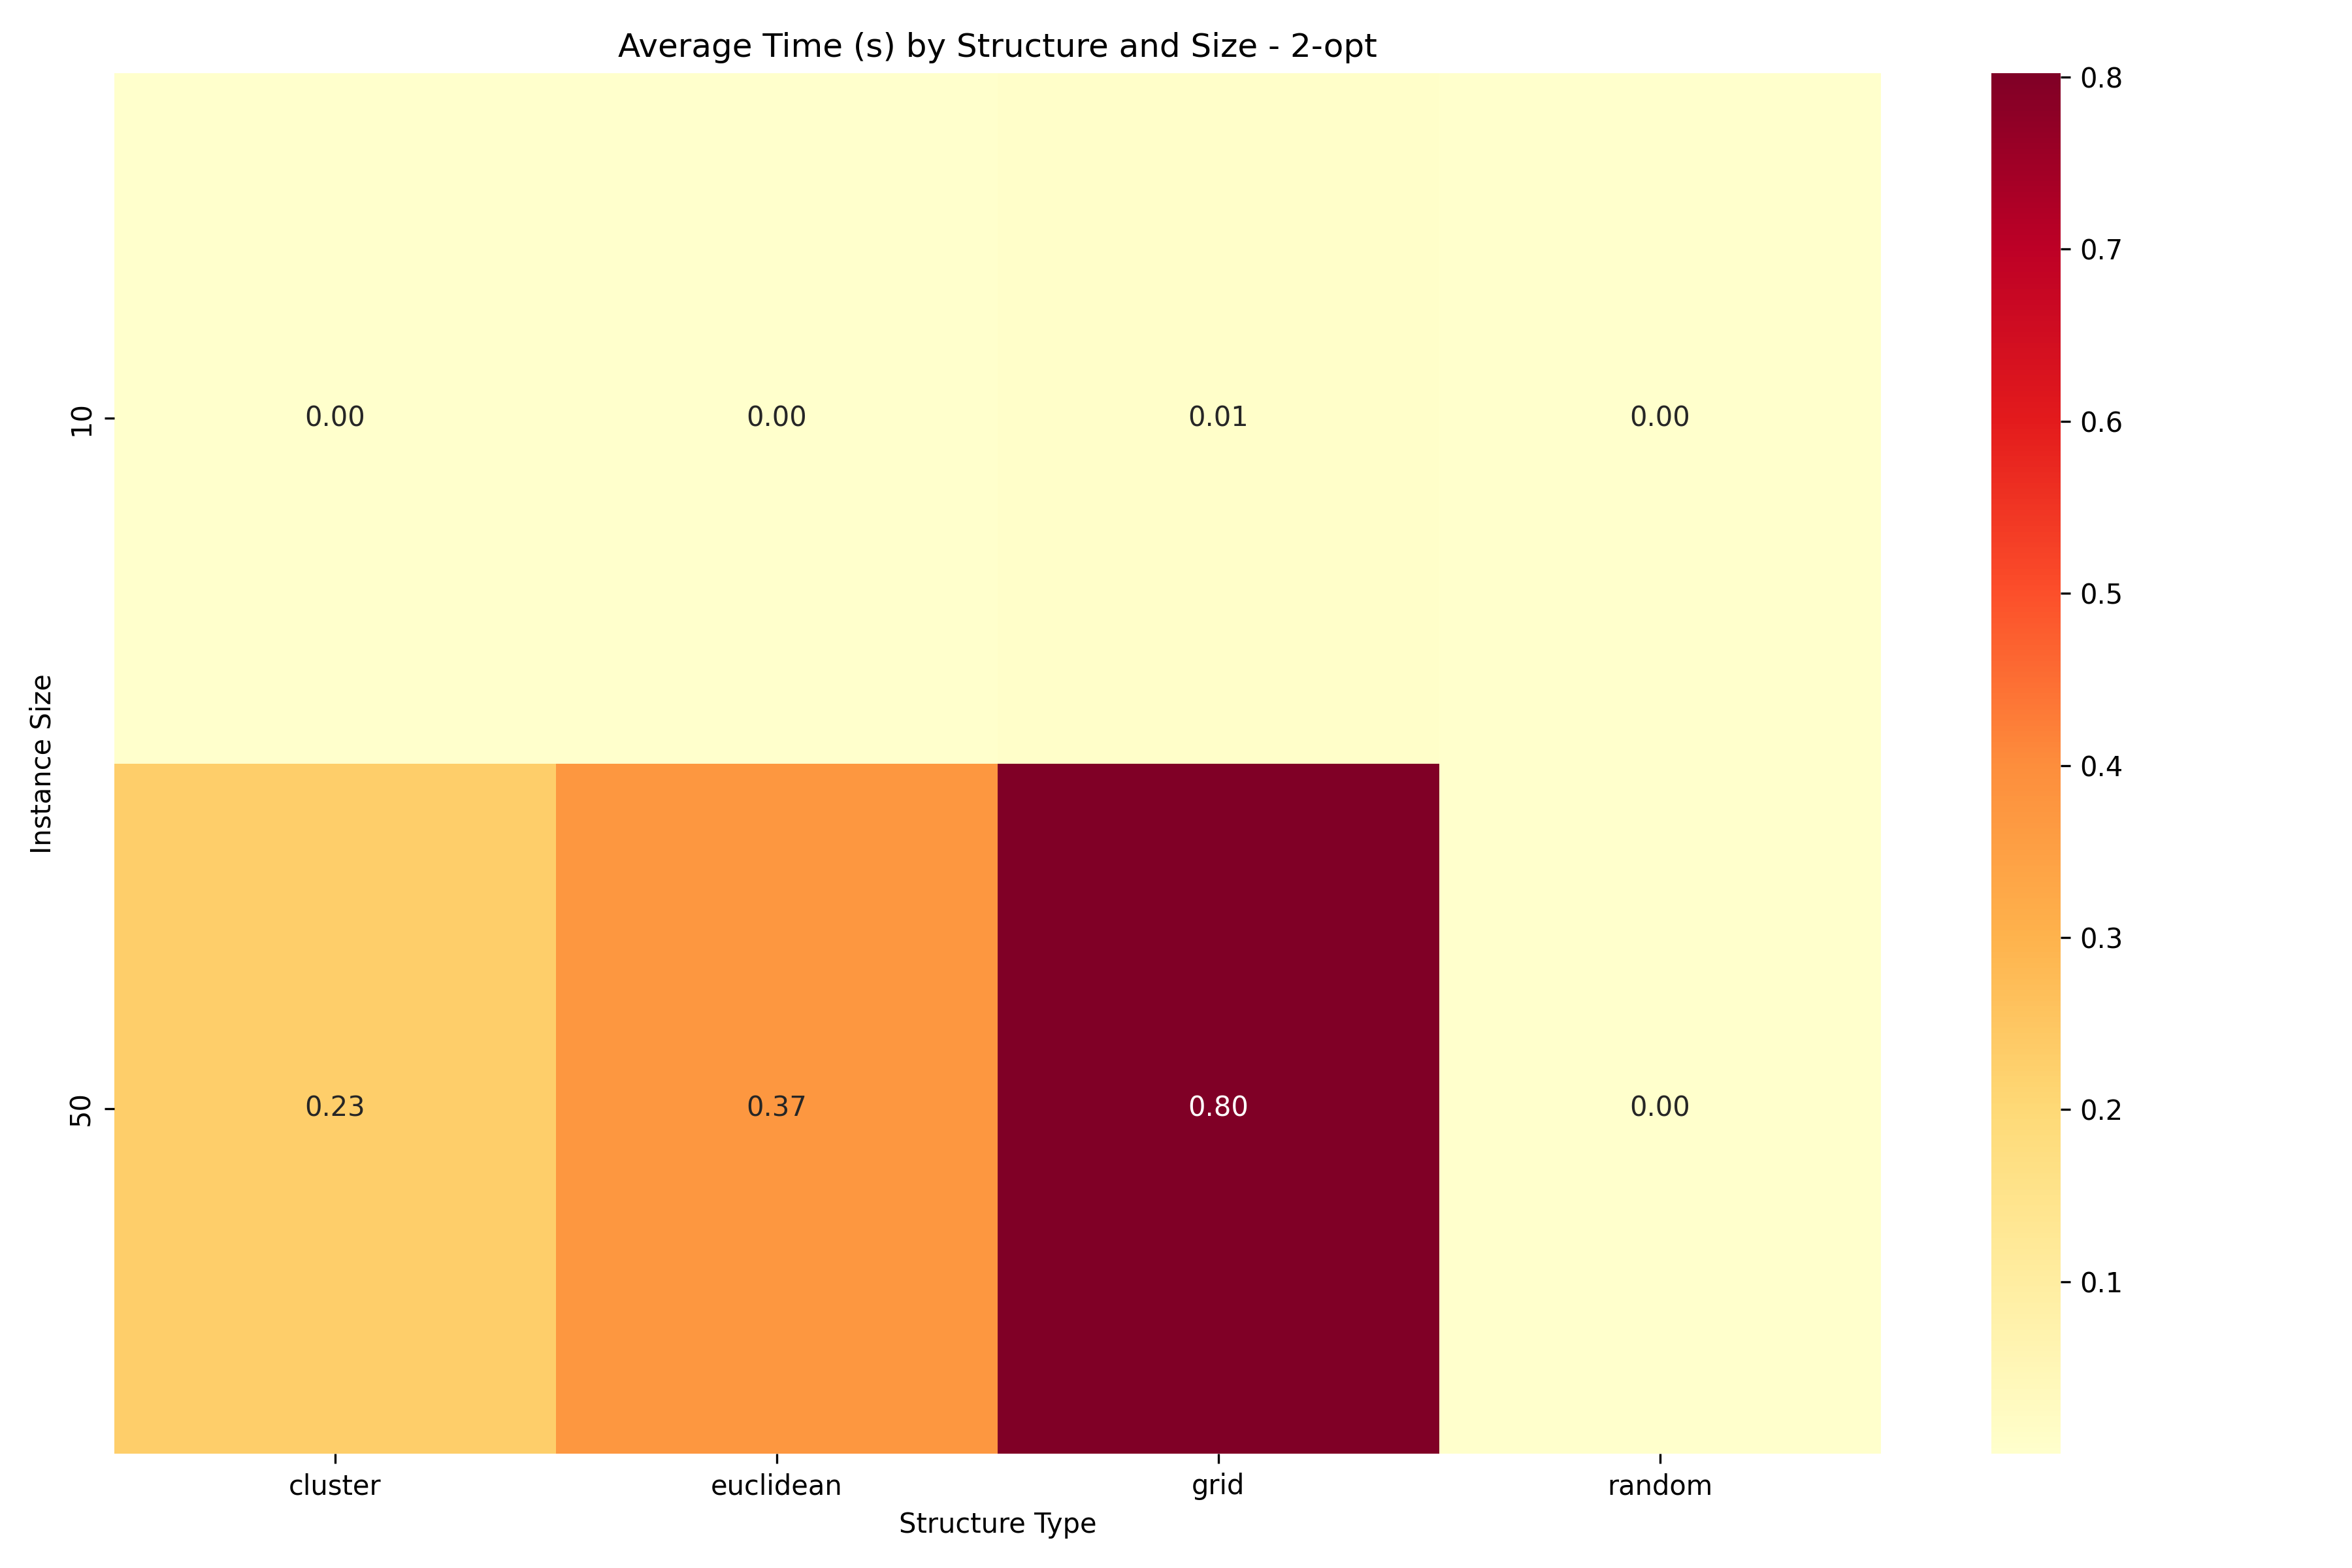 Average Time (s) by Structure and Size - 2-opt
Instance Size
10
50
0.00 0.00 0.01 0.00
0.23 0.37 0.80 0.00
cluster euclidean grid random
Structure Type
0.8
0.7
0.6
0.5
0.4
0.3
0.2
0.1